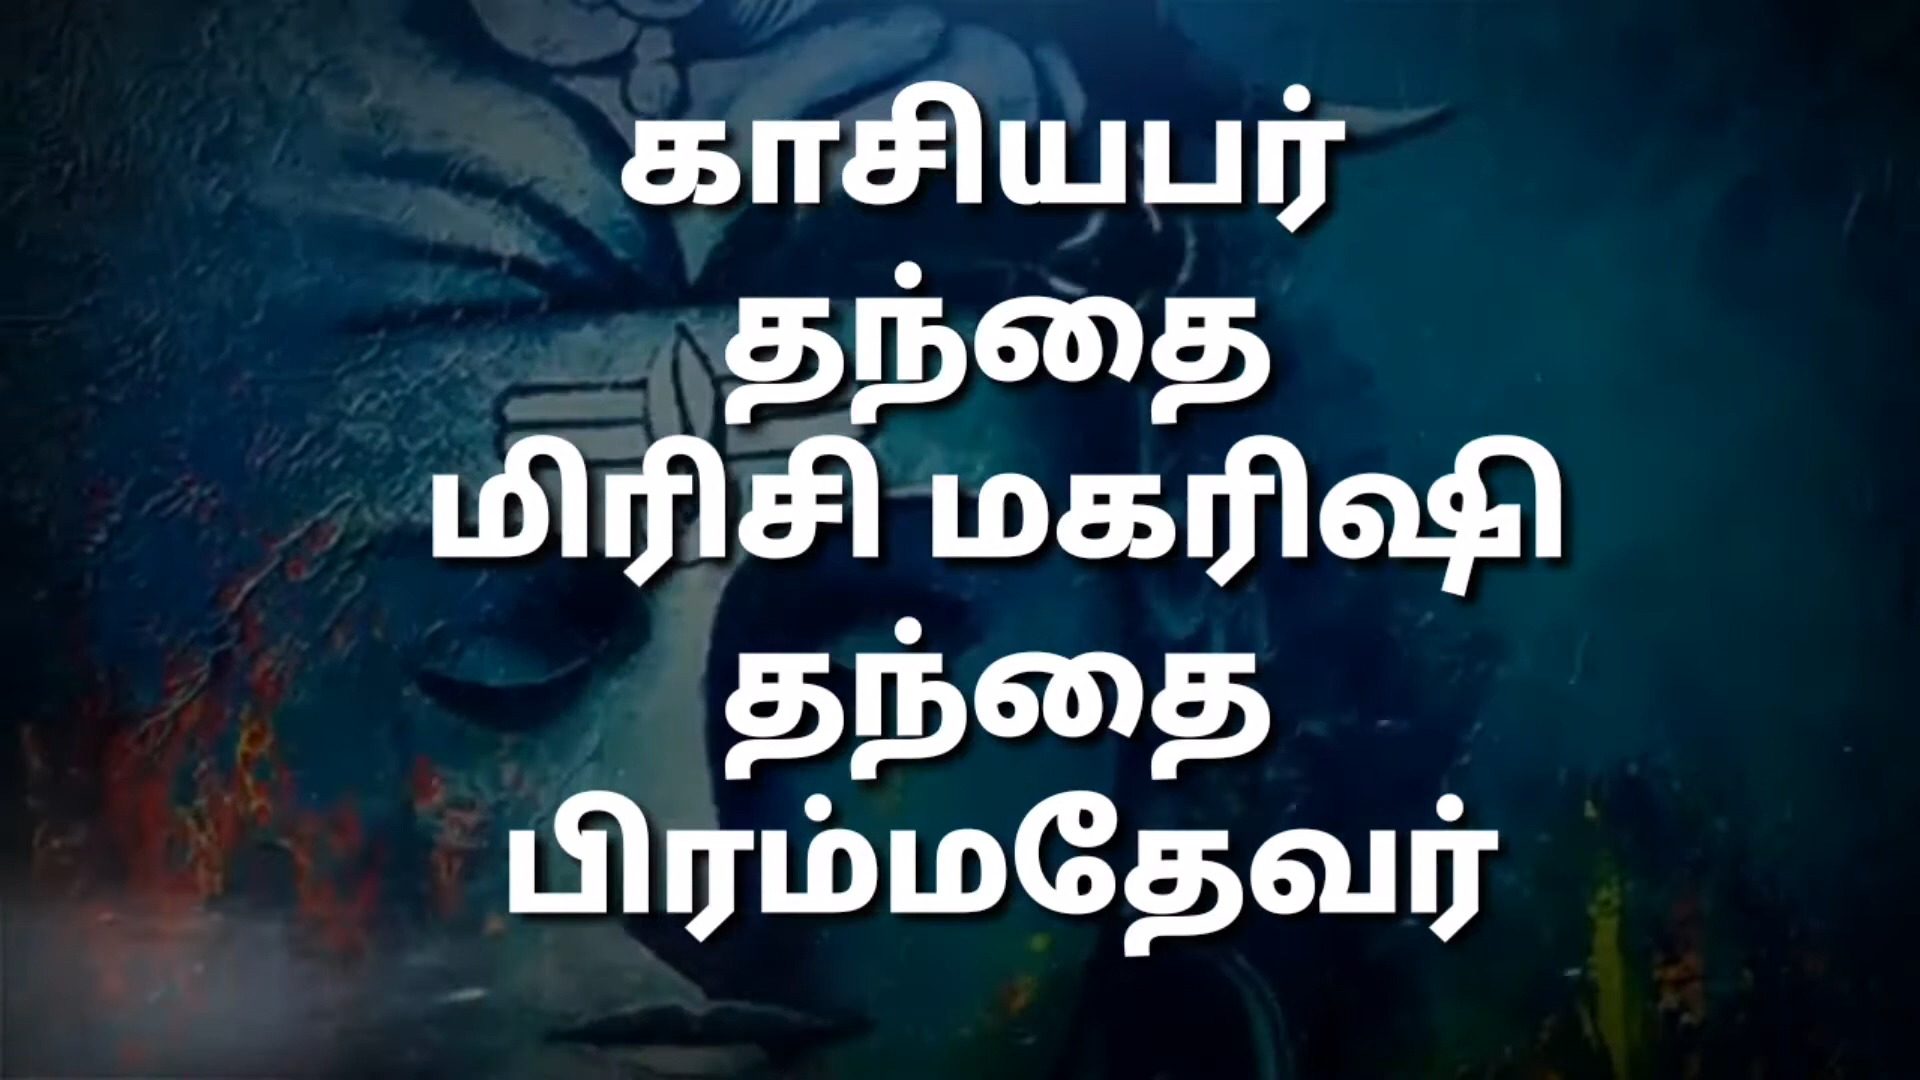 காசியபர்
தந்தை
மிரிசி மகரிஷி
தந்தை
பிரம்மதேவர்